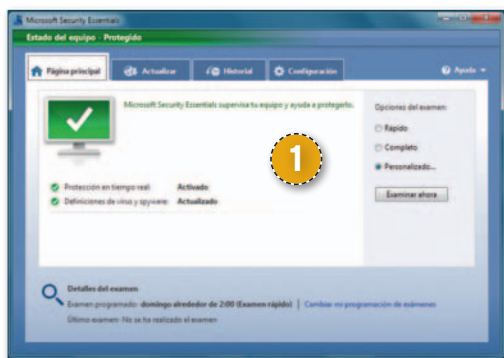 Microsoft Security Essentials
Estado del equipo - Protegido
Página principal
Actualizar
Historial
Configuración
Ayuda
Microsoft Security Essentials supervisa tu equipo y ayuda a protegerlo.
Opciones del examen:
Rápido
Completo
Personalizado...
Examinar ahora
1
Protección en tiempo real: Activado
Definiciones de virus y spyware: Actualizado
Detalles del examen
Examen programado: domingo alrededor de 2:00 (Examen rápido) | Cambiar mi programación de exámenes
Último examen: No se ha realizado el examen